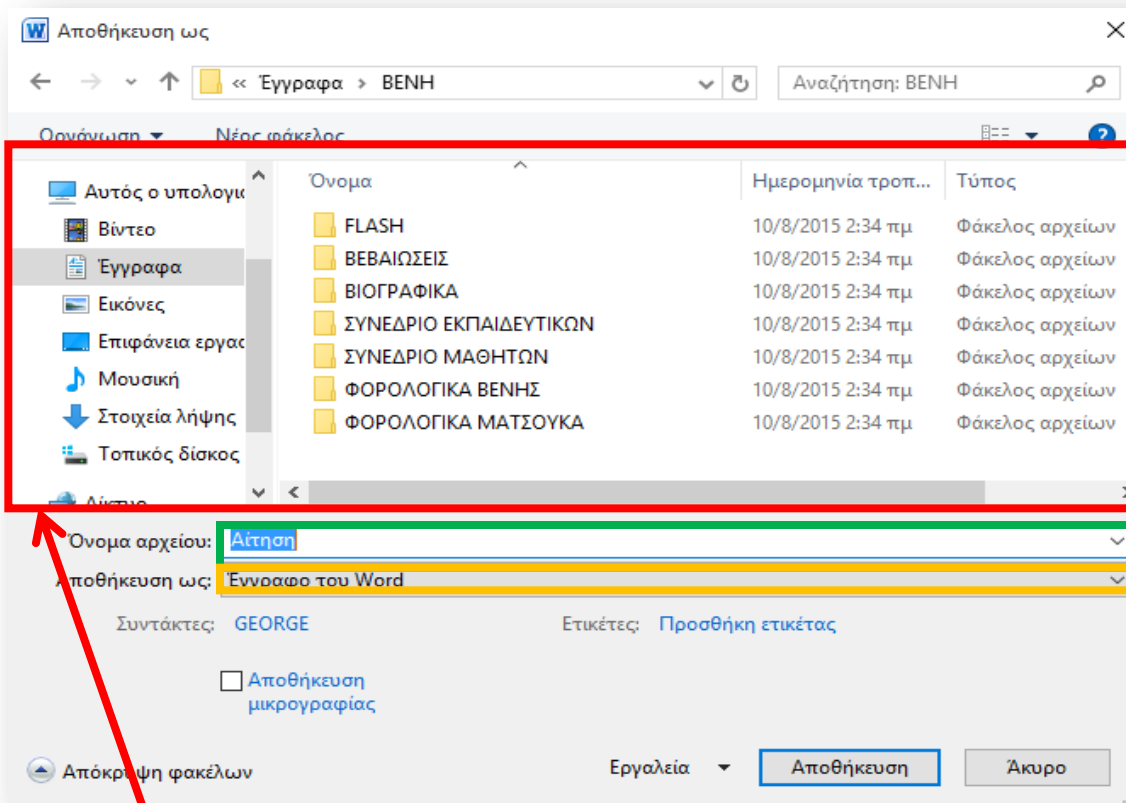 Αποθήκευση ως
« Έγγραφα > ΒΕΝΗ
Αναζήτηση: ΒΕΝΗ
Οργάνωση Νέος φάκελος
Αυτός ο υπολογισ
Βίντεο
Έγγραφα
Εικόνες
Επιφάνεια εργασ
Μουσική
Στοιχεία λήψης
Τοπικός δίσκος
Δίκτυο
Όνομα Ημερομηνία τροπ... Τύπος
FLASH 10/8/2015 2:34 πμ Φάκελος αρχείων
ΒΕΒΑΙΩΣΕΙΣ 10/8/2015 2:34 πμ Φάκελος αρχείων
ΒΙΟΓΡΑΦΙΚΑ 10/8/2015 2:34 πμ Φάκελος αρχείων
ΣΥΝΕΔΡΙΟ ΕΚΠΑΙΔΕΥΤΙΚΩΝ 10/8/2015 2:34 πμ Φάκελος αρχείων
ΣΥΝΕΔΡΙΟ ΜΑΘΗΤΩΝ 10/8/2015 2:34 πμ Φάκελος αρχείων
ΦΟΡΟΛΟΓΙΚΑ ΒΕΝΗΣ 10/8/2015 2:34 πμ Φάκελος αρχείων
ΦΟΡΟΛΟΓΙΚΑ ΜΑΤΣΟΥΚΑ 10/8/2015 2:34 πμ Φάκελος αρχείων
Όνομα αρχείου: Αίτηση
Αποθήκευση ως: Έγγραφο του Word
Συντάκτες: GEORGE Ετικέτες: Προσθήκη ετικέτας
Αποθήκευση
μικρογραφίας
Απόκρυψη φακέλων Εργαλεία Αποθήκευση Άκυρο